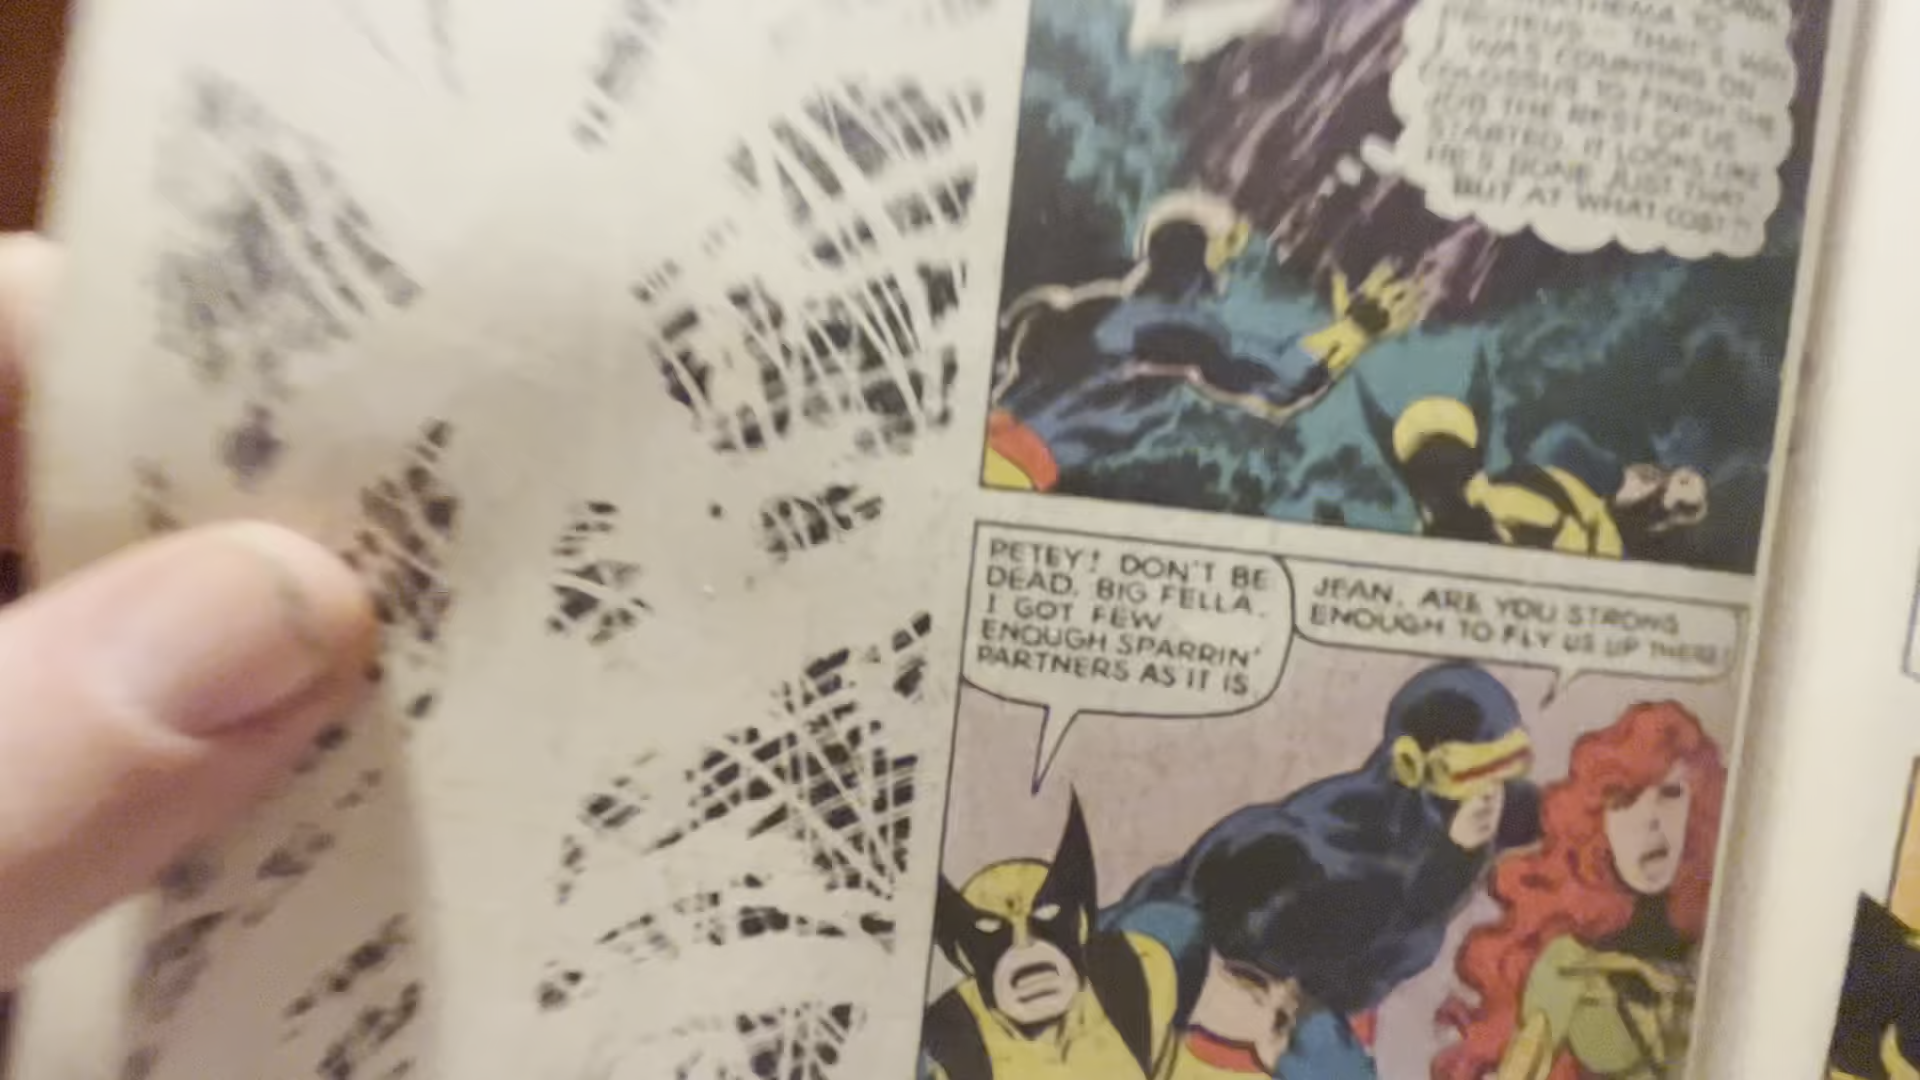 ANATHEMA TO
PROTEUS -- THAT'S WHY
I WAS COUNTING ON
COLOSSUS TO FINISH THE
JOB THE REST OF US
STARTED. IT LOOKS LIKE
HE'S DONE JUST THAT.
BUT AT WHAT COST?
PETEY! DON'T BE
DEAD, BIG FELLA.
I GOT FEW
ENOUGH SPARRIN'
PARTNERS AS IT IS.
JEAN, ARE YOU STRONG
ENOUGH TO FLY US UP THERE?